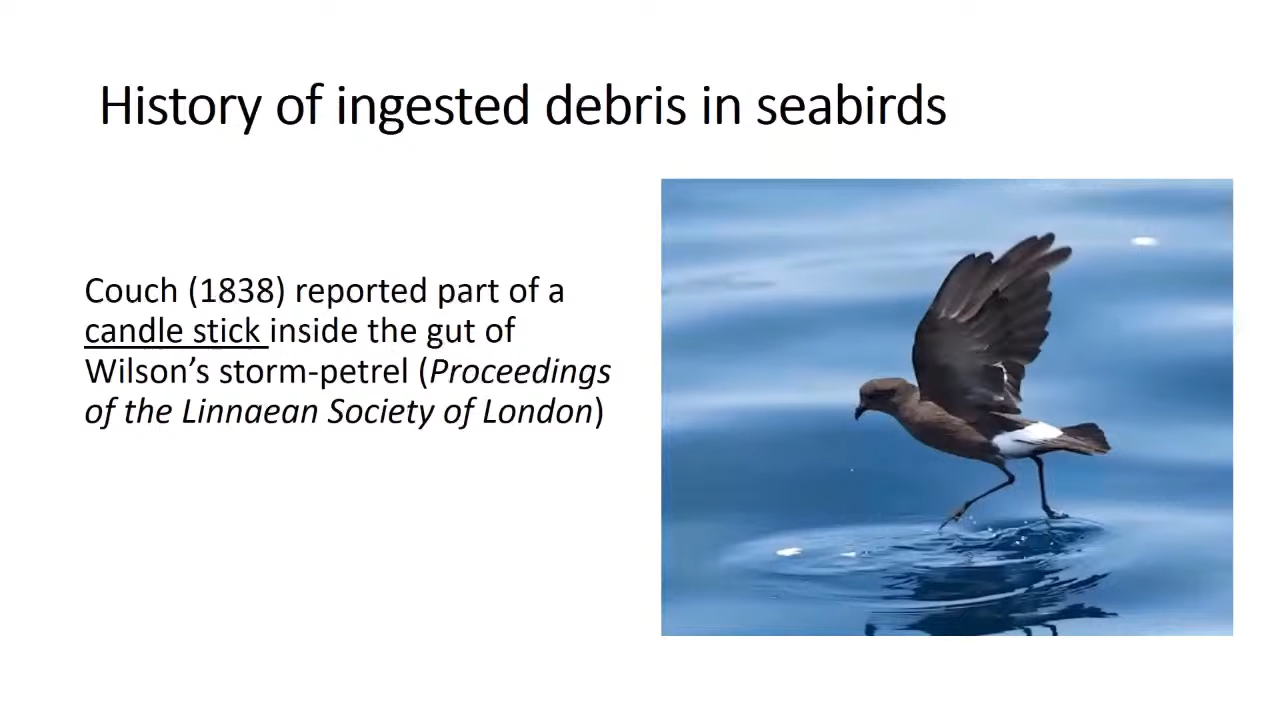 History of ingested debris in seabirds
Couch (1838) reported part of a
candle stick inside the gut of
Wilson’s storm-petrel (Proceedings
of the Linnaean Society of London)